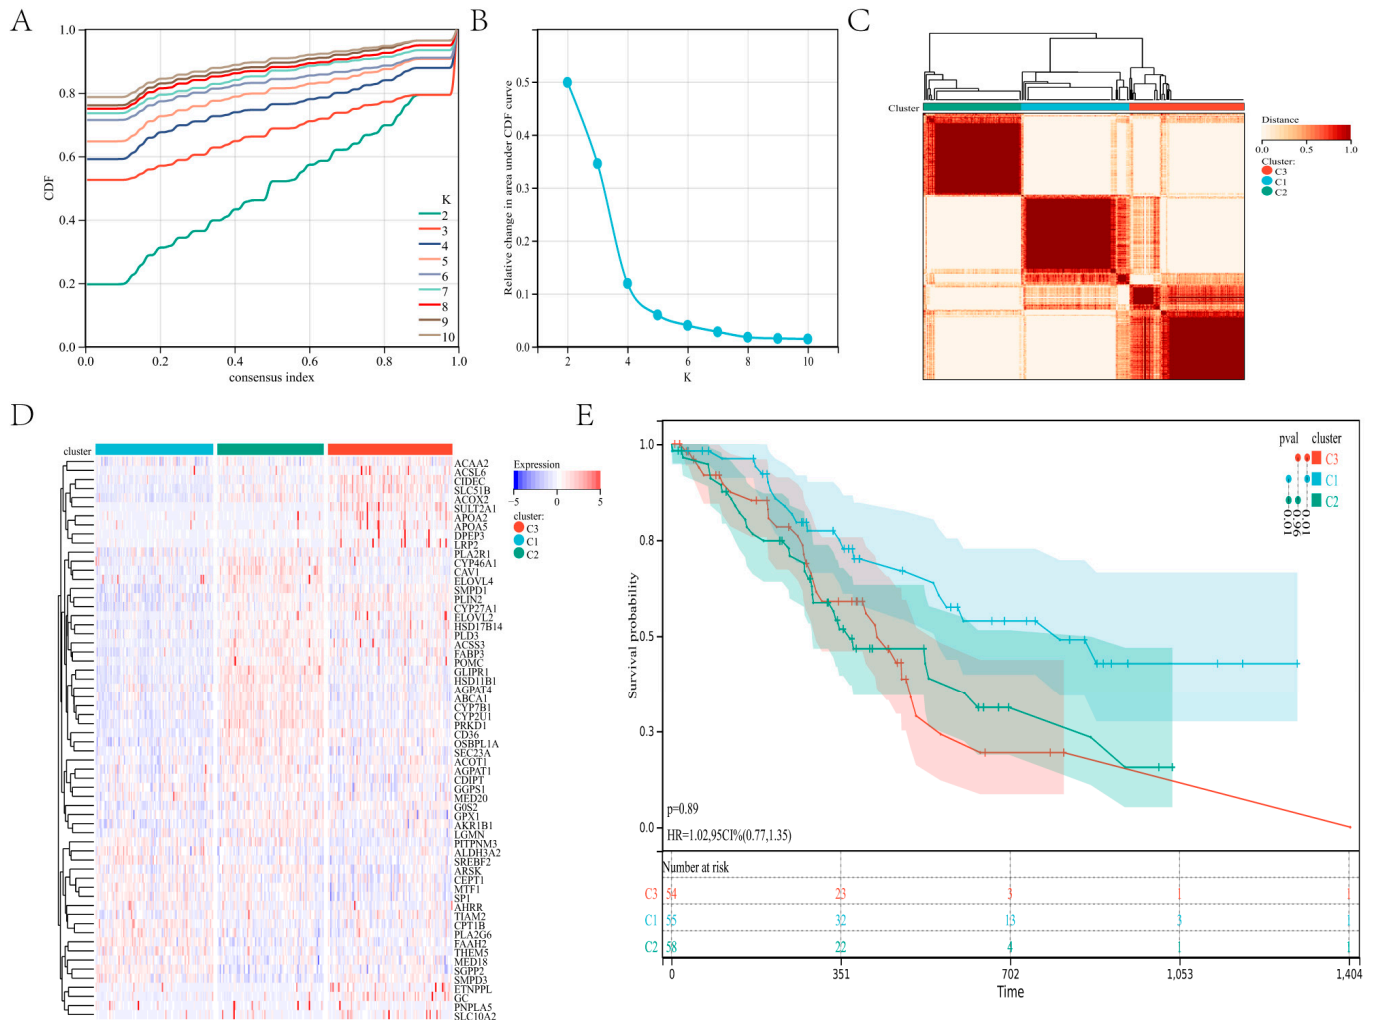 A
1.0
0.8
0.6
0.4
0.2
0.0
CDF
0.0
0.2
0.4
0.6
0.8
1.0
consensus index
K
2
3
4
5
6
7
8
9
10
B
0.5
0.4
0.3
0.2
0.1
0.0
Relative change in area under CDF curve
2
4
6
8
10
K
C
Cluster
Distance
0.0
0.5
1.0
Cluster:
C3
C1
C2
D
cluster
ACAA2
ACSL6
CIDEC
SLC51B
ACOX2
SULT2A1
APOA2
APOA5
DPEP3
LRP2
PLA2R1
CYP46A1
CAV1
ELOVL4
SMPD1
PLIN2
CYP27A1
ELOVL2
HSD17B14
PLD3
ACSS3
FABP3
POMC
GLIPR1
HSD11B1
AGPAT4
ABCA1
CYP7B1
CYP2U1
PRKD1
CD36
OSBPL1A
SEC23A
ACOT1
AGPAT1
CDIPT
GGPS1
MED20
G0S2
GPX1
AKR1B1
LGMN
PITPNM3
ALDH3A2
SREBF2
ARSK
CEPT1
MTF1
SP1
AHRR
TIAM2
CPT1B
PLA2G6
FAAH2
THEM5
MED18
SGPP2
SMPD3
ETNPPL
GC
PNPLA5
SLC10A2
Expression
−5
0
5
cluster:
C3
C1
C2
E
1.0
0.8
0.5
0.3
0.0
Survival probability
pval cluster
C3
C1
C2
0.01
0.96
0.01
p=0.89
HR=1.02,95CI%(0.77,1.35)
Number at risk
C3 54 23 3 1 1
C1 55 32 13 3 1
C2 58 22 4 1 1
0 351 702 1,053 1,404
Time